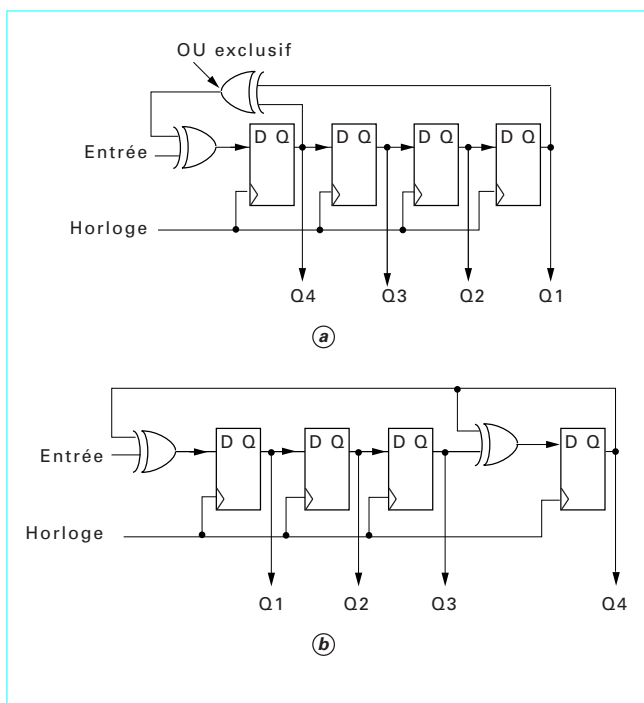 OU exclusif
D Q D Q D Q D Q
Entrée
Horloge
Q4 Q3 Q2 Q1
a
D Q D Q D Q D Q
Entrée
Horloge
Q1 Q2 Q3 Q4
b